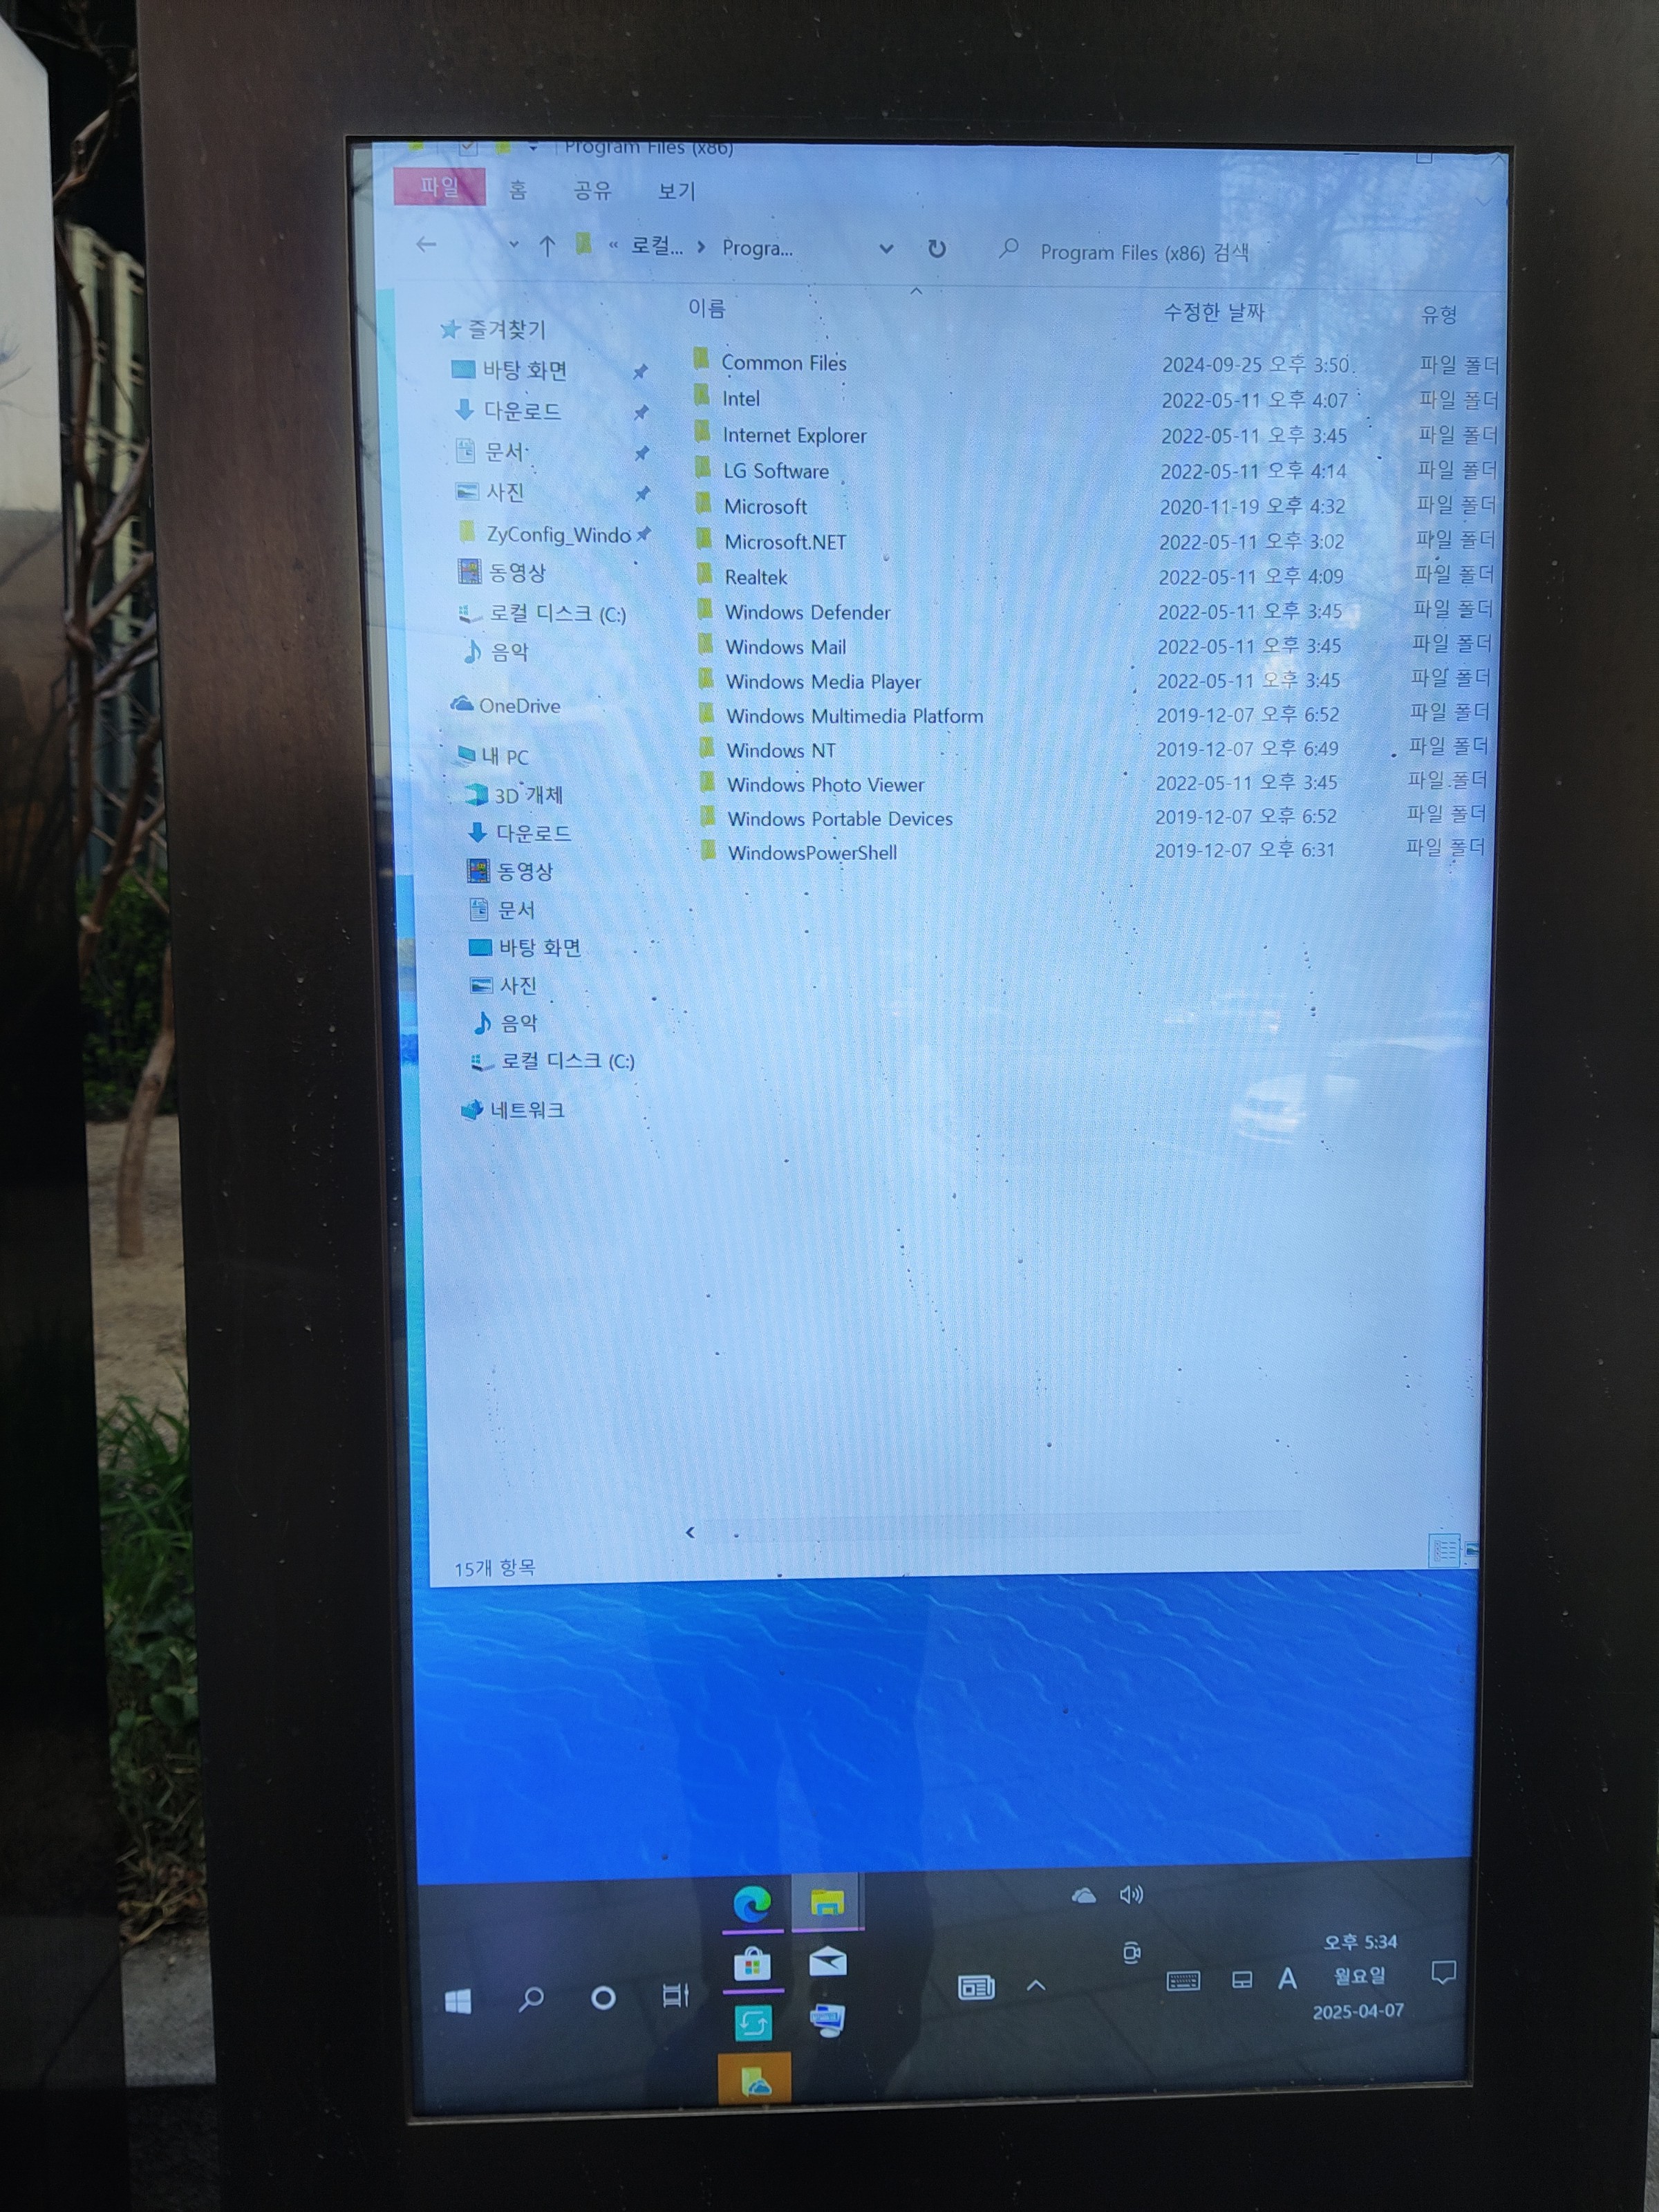 Program Files (x86)
파일 홈 공유 보기
« 로컬... › Progra...
Program Files (x86) 검색
이름 수정한 날짜 유형
Common Files 2024-09-25 오후 3:50 파일 폴더
Intel 2022-05-11 오후 4:07 파일 폴더
Internet Explorer 2022-05-11 오후 3:45 파일 폴더
LG Software 2022-05-11 오후 4:14 파일 폴더
Microsoft 2020-11-19 오후 4:32 파일 폴더
Microsoft.NET 2022-05-11 오후 3:02 파일 폴더
Realtek 2022-05-11 오후 4:09 파일 폴더
Windows Defender 2022-05-11 오후 3:45 파일 폴더
Windows Mail 2022-05-11 오후 3:45 파일 폴더
Windows Media Player 2022-05-11 오후 3:45 파일 폴더
Windows Multimedia Platform 2019-12-07 오후 6:52 파일 폴더
Windows NT 2019-12-07 오후 6:49 파일 폴더
Windows Photo Viewer 2022-05-11 오후 3:45 파일 폴더
Windows Portable Devices 2019-12-07 오후 6:52 파일 폴더
WindowsPowerShell 2019-12-07 오후 6:31 파일 폴더
즐겨찾기
바탕 화면
다운로드
문서
사진
ZyConfig_Windo
동영상
로컬 디스크 (C:)
음악
OneDrive
내 PC
3D 개체
다운로드
동영상
문서
바탕 화면
사진
음악
로컬 디스크 (C:)
네트워크
15개 항목
A
오후 5:34
월요일
2025-04-07